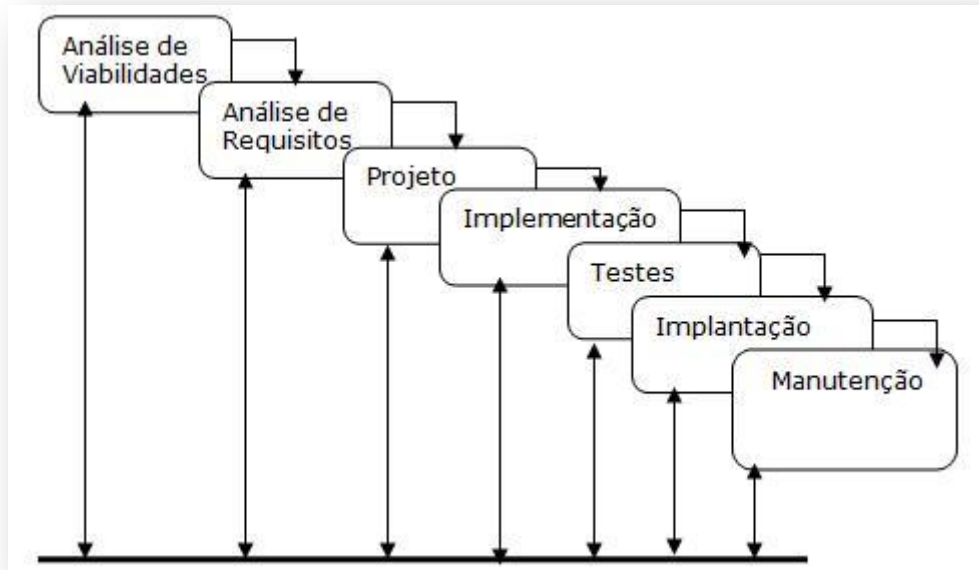 Análise de
Viabilidades
Análise de
Requisitos
Projeto
Implementação
Testes
Implantação
Manutenção